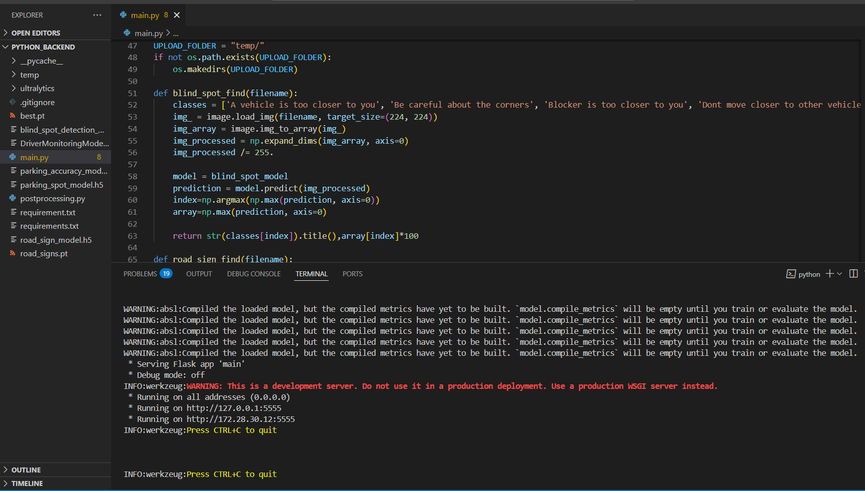 EXPLORER
OPEN EDITORS
PYTHON_BACKEND
__pycache__
temp
ultralytics
.gitignore
best.pt
blind_spot_detection_...
DriverMonitoringMode...
main.py 8
parking_accuracy_mod...
parking_spot_model.h5
postprocessing.py
requirement.txt
requirements.txt
road_sign_model.h5
road_signs.pt
OUTLINE
TIMELINE
main.py 8
main.py > ...
47 UPLOAD_FOLDER = "temp/"
48 if not os.path.exists(UPLOAD_FOLDER):
49 os.makedirs(UPLOAD_FOLDER)
50
51 def blind_spot_find(filename):
52 classes = ['A vehicle is too closer to you', 'Be careful about the corners', 'Blocker is too closer to you', 'Dont move closer to other vehicle
53 img_ = image.load_img(filename, target_size=(224, 224))
54 img_array = image.img_to_array(img_)
55 img_processed = np.expand_dims(img_array, axis=0)
56 img_processed /= 255.
57
58 model = blind_spot_model
59 prediction = model.predict(img_processed)
60 index=np.argmax(np.max(prediction, axis=0))
61 array=np.max(prediction, axis=0)
62
63 return str(classes[index]).title(),array[index]*100
64
65 def road_sign_find(filename):
PROBLEMS 19 OUTPUT DEBUG CONSOLE TERMINAL PORTS python
WARNING:absl:Compiled the loaded model, but the compiled metrics have yet to be built. `model.compile_metrics` will be empty until you train or evaluate the model.
WARNING:absl:Compiled the loaded model, but the compiled metrics have yet to be built. `model.compile_metrics` will be empty until you train or evaluate the model.
WARNING:absl:Compiled the loaded model, but the compiled metrics have yet to be built. `model.compile_metrics` will be empty until you train or evaluate the model.
WARNING:absl:Compiled the loaded model, but the compiled metrics have yet to be built. `model.compile_metrics` will be empty until you train or evaluate the model.
WARNING:absl:Compiled the loaded model, but the compiled metrics have yet to be built. `model.compile_metrics` will be empty until you train or evaluate the model.
* Serving Flask app 'main'
* Debug mode: off
INFO:werkzeug:WARNING: This is a development server. Do not use it in a production deployment. Use a production WSGI server instead.
* Running on all addresses (0.0.0.0)
* Running on http://127.0.0.1:5555
* Running on http://172.28.30.12:5555
INFO:werkzeug:Press CTRL+C to quit
INFO:werkzeug:Press CTRL+C to quit